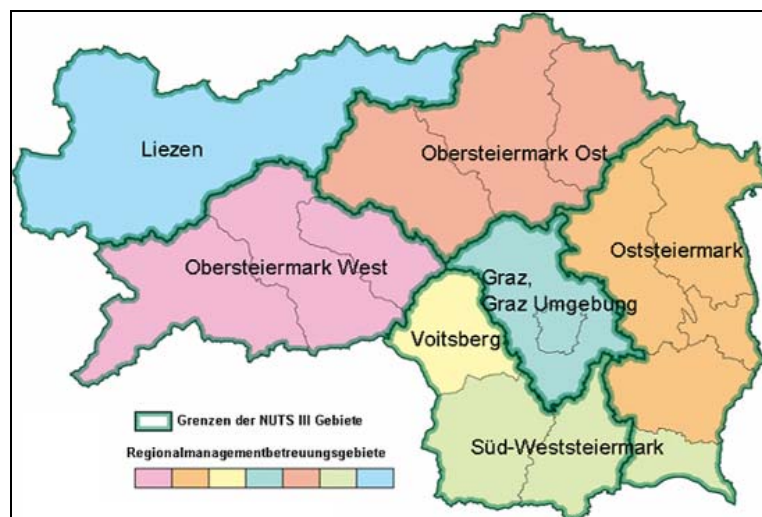 Liezen
Obersteiermark Ost
Oststeiermark
Obersteiermark West
Graz,
Graz Umgebung
Voitsberg
Süd-Weststeiermark
Grenzen der NUTS III Gebiete
Regionalmanagementbetreuungsgebiete